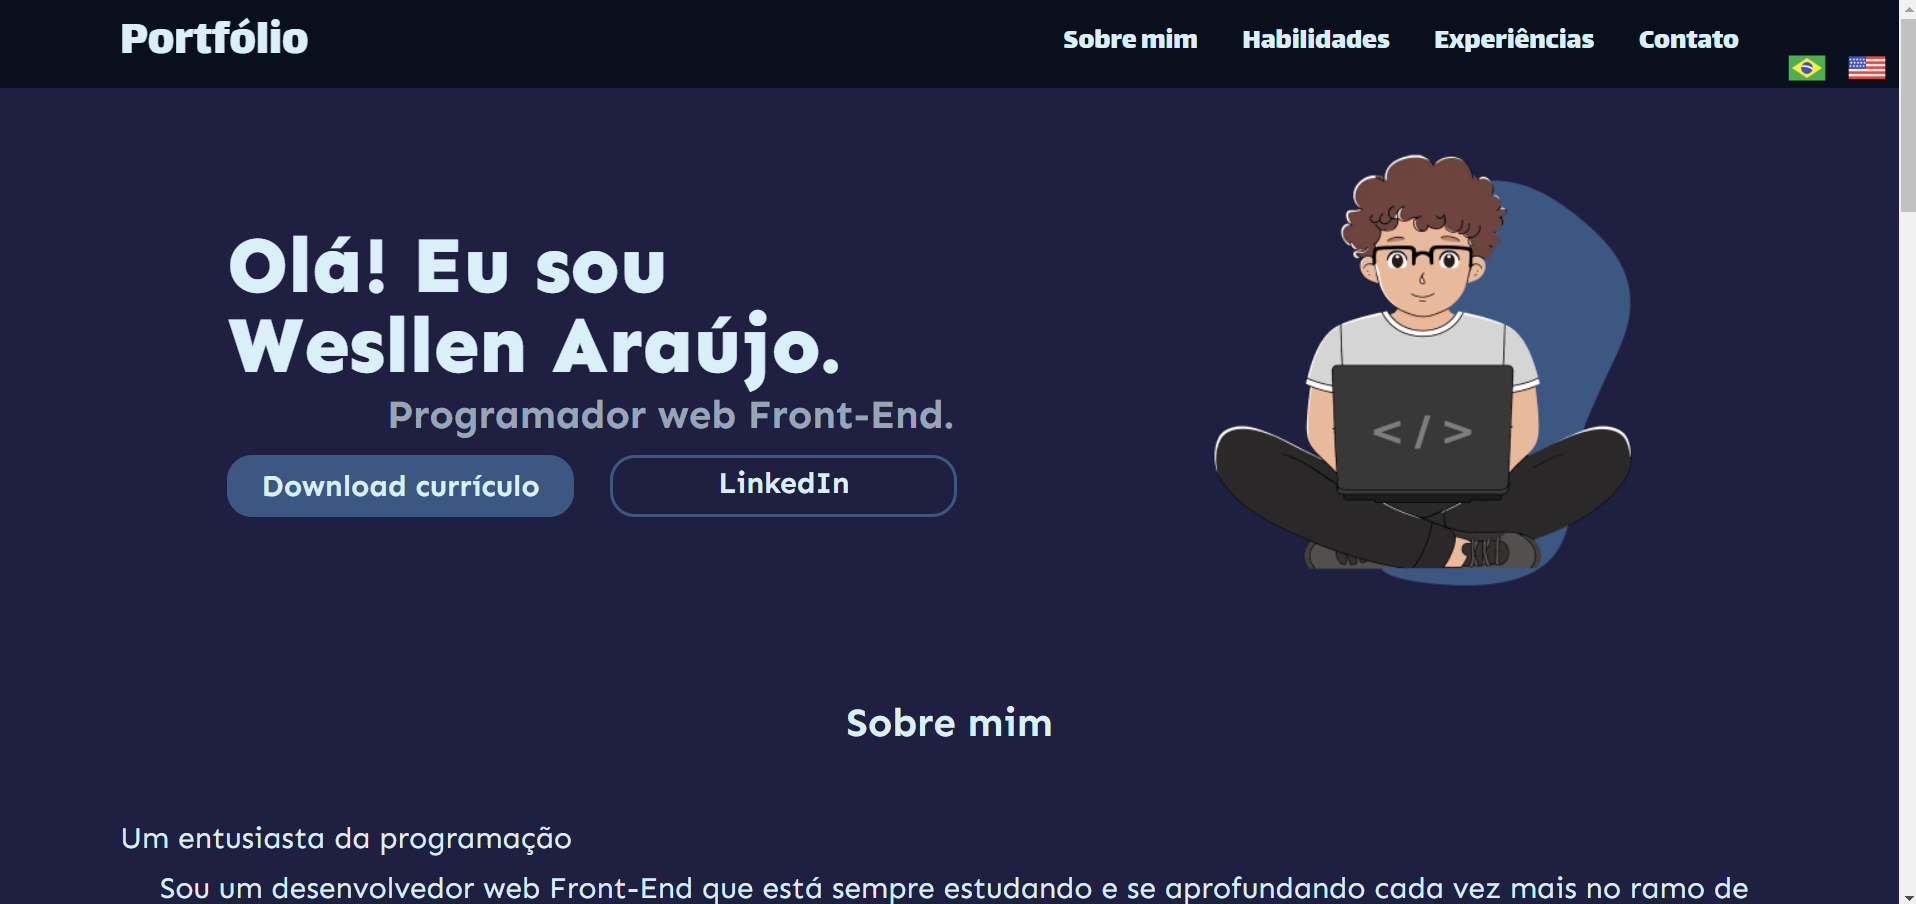 Portfólio
Sobre mim
Habilidades
Experiências
Contato
Olá! Eu sou
Wesllen Araújo.
Programador web Front-End.
Download currículo
LinkedIn
</>
Sobre mim
Um entusiasta da programação
Sou um desenvolvedor web Front-End que está sempre estudando e se aprofundando cada vez mais no ramo de